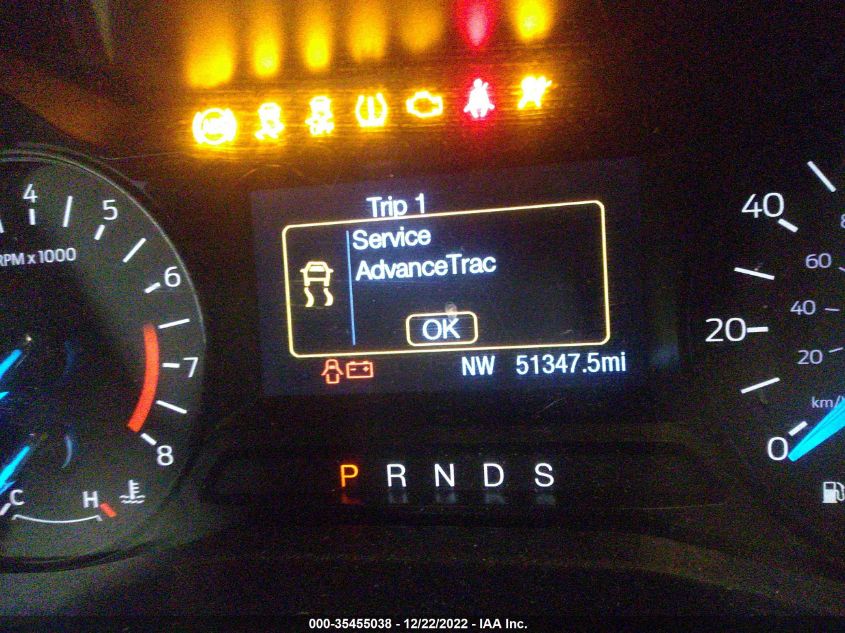 ABS
4
5
RPM x 1000
6
7
8
C H
Trip 1
Service
AdvanceTrac
OK
NW 51347.5mi
P R N D S
40
60
40
20
20
km/
0
000-35455038 - 12/22/2022 - IAA Inc.